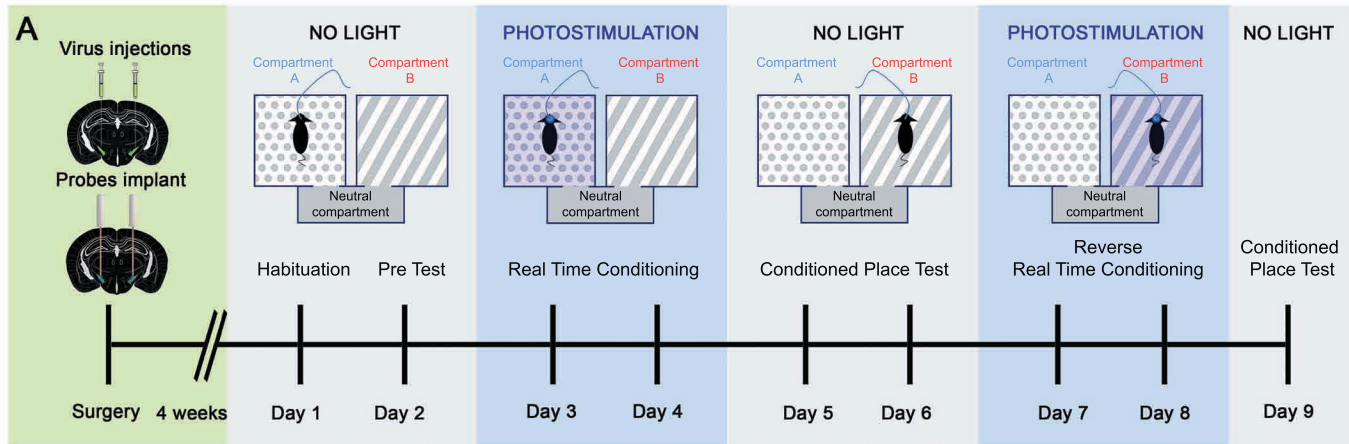 A
Virus injections
Probes implant
NO LIGHT
Compartment
A
Compartment
B
Neutral
compartment
Habituation
Pre Test
PHOTOSTIMULATION
Compartment
A
Compartment
B
Neutral
compartment
Real Time Conditioning
NO LIGHT
Compartment
A
Compartment
B
Neutral
compartment
Conditioned Place Test
PHOTOSTIMULATION
Compartment
A
Compartment
B
Neutral
compartment
Reverse
Real Time Conditioning
NO LIGHT
Conditioned
Place Test
Surgery
4 weeks
Day 1
Day 2
Day 3
Day 4
Day 5
Day 6
Day 7
Day 8
Day 9